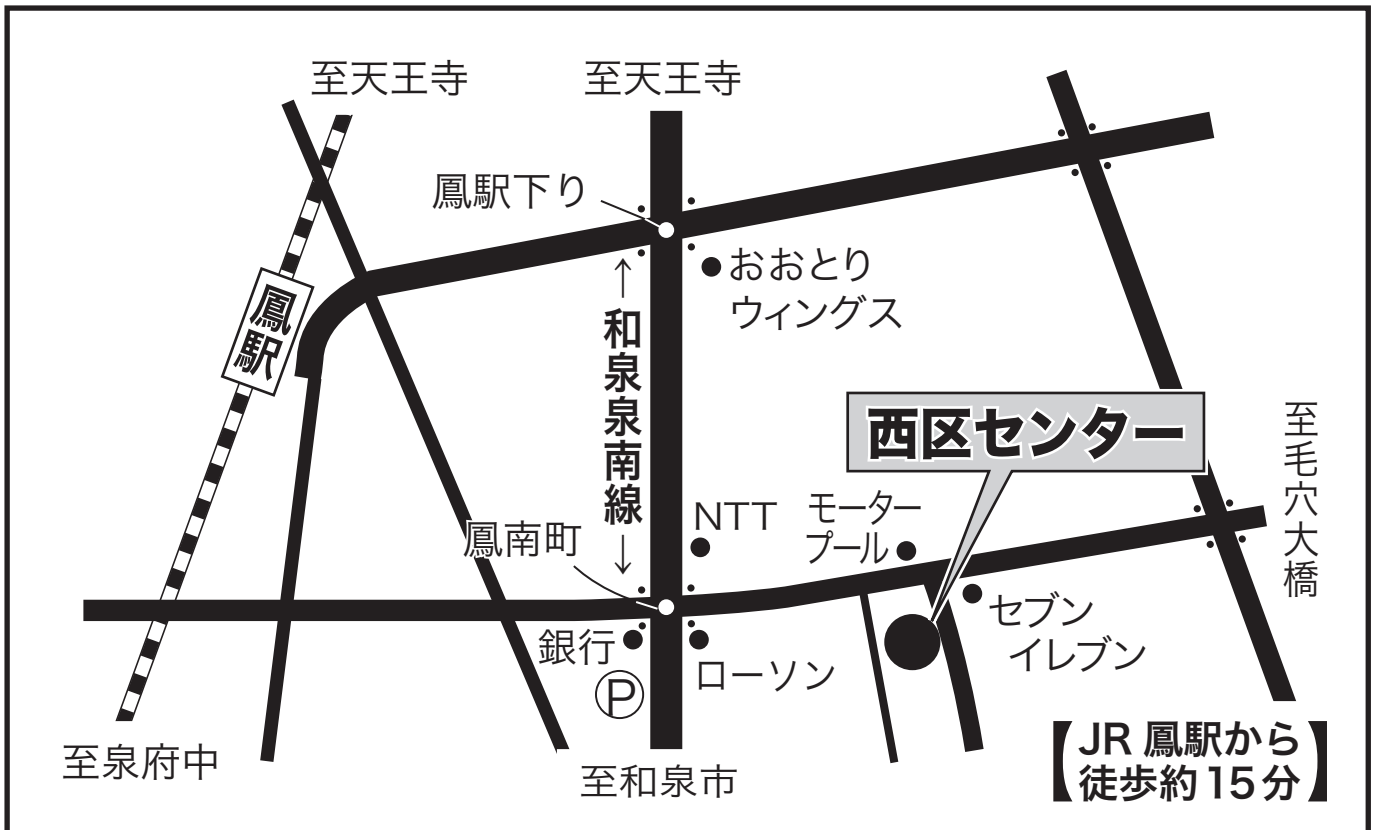 至天王寺
至天王寺
鳳駅下り
おおとり
ウィングス
鳳駅
↑和泉泉南線↓
西区センター
至毛穴大橋
NTT
モーター
プール
鳳南町
セブン
イレブン
銀行
ローソン
P
至泉府中
至和泉市
【JR 鳳駅から
徒歩約15分】